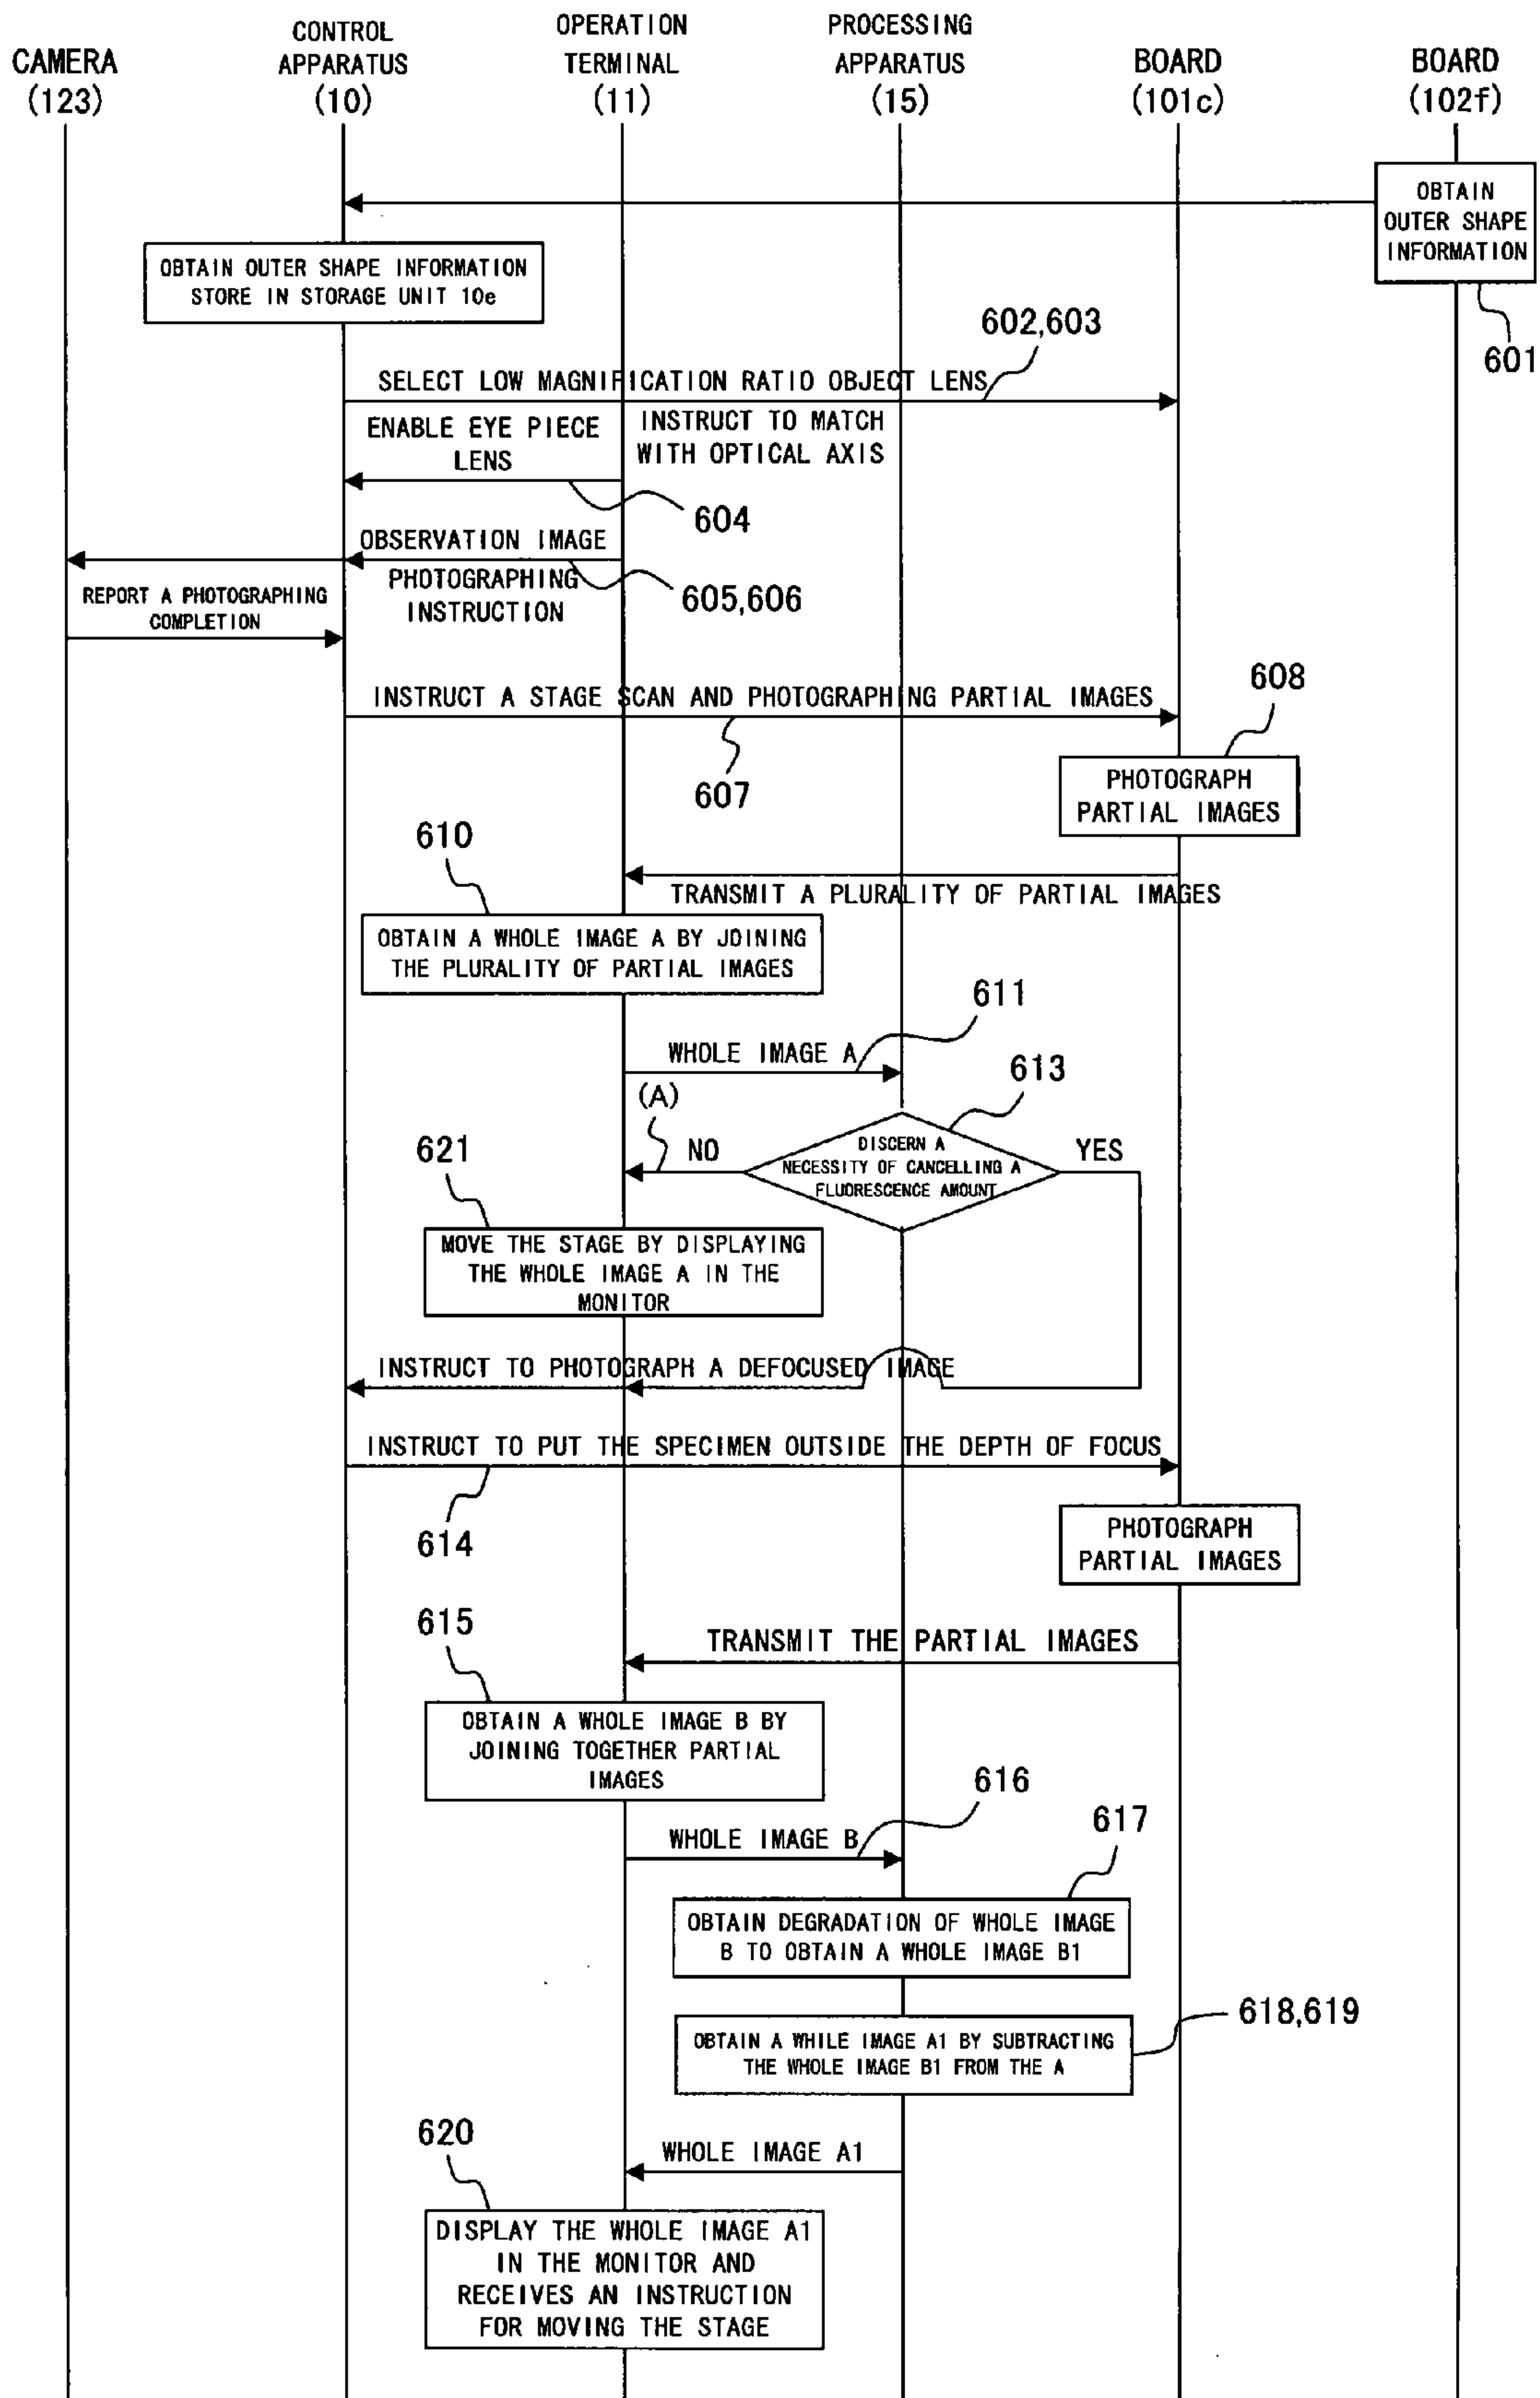 CAMERA
(123)
CONTROL
APPARATUS
(10)
OPERATION
TERMINAL
(11)
PROCESSING
APPARATUS
(15)
BOARD
(101c)
BOARD
(102f)
OBTAIN
OUTER SHAPE
INFORMATION
601
OBTAIN OUTER SHAPE INFORMATION
STORE IN STORAGE UNIT 10e
602,603
SELECT LOW MAGNIFICATION RATIO OBJECT LENS
INSTRUCT TO MATCH
WITH OPTICAL AXIS
ENABLE EYE PIECE
LENS
604
OBSERVATION IMAGE
PHOTOGRAPHING
INSTRUCTION
605,606
REPORT A PHOTOGRAPHING
COMPLETION
INSTRUCT A STAGE SCAN AND PHOTOGRAPHING PARTIAL IMAGES
607
608
PHOTOGRAPH
PARTIAL IMAGES
TRANSMIT A PLURALITY OF PARTIAL IMAGES
610
OBTAIN A WHOLE IMAGE A BY JOINING
THE PLURALITY OF PARTIAL IMAGES
611
WHOLE IMAGE A
613
(A)
NO
DISCERN A
NECESSITY OF CANCELLING A
FLUORESCENCE AMOUNT
YES
621
MOVE THE STAGE BY DISPLAYING
THE WHOLE IMAGE A IN THE
MONITOR
INSTRUCT TO PHOTOGRAPH A DEFOCUSED IMAGE
INSTRUCT TO PUT THE SPECIMEN OUTSIDE THE DEPTH OF FOCUS
614
PHOTOGRAPH
PARTIAL IMAGES
TRANSMIT THE PARTIAL IMAGES
615
OBTAIN A WHOLE IMAGE B BY
JOINING TOGETHER PARTIAL
IMAGES
616
WHOLE IMAGE B
617
OBTAIN DEGRADATION OF WHOLE IMAGE
B TO OBTAIN A WHOLE IMAGE B1
618,619
OBTAIN A WHILE IMAGE A1 BY SUBTRACTING
THE WHOLE IMAGE B1 FROM THE A
WHOLE IMAGE A1
620
DISPLAY THE WHOLE IMAGE A1
IN THE MONITOR AND
RECEIVES AN INSTRUCTION
FOR MOVING THE STAGE